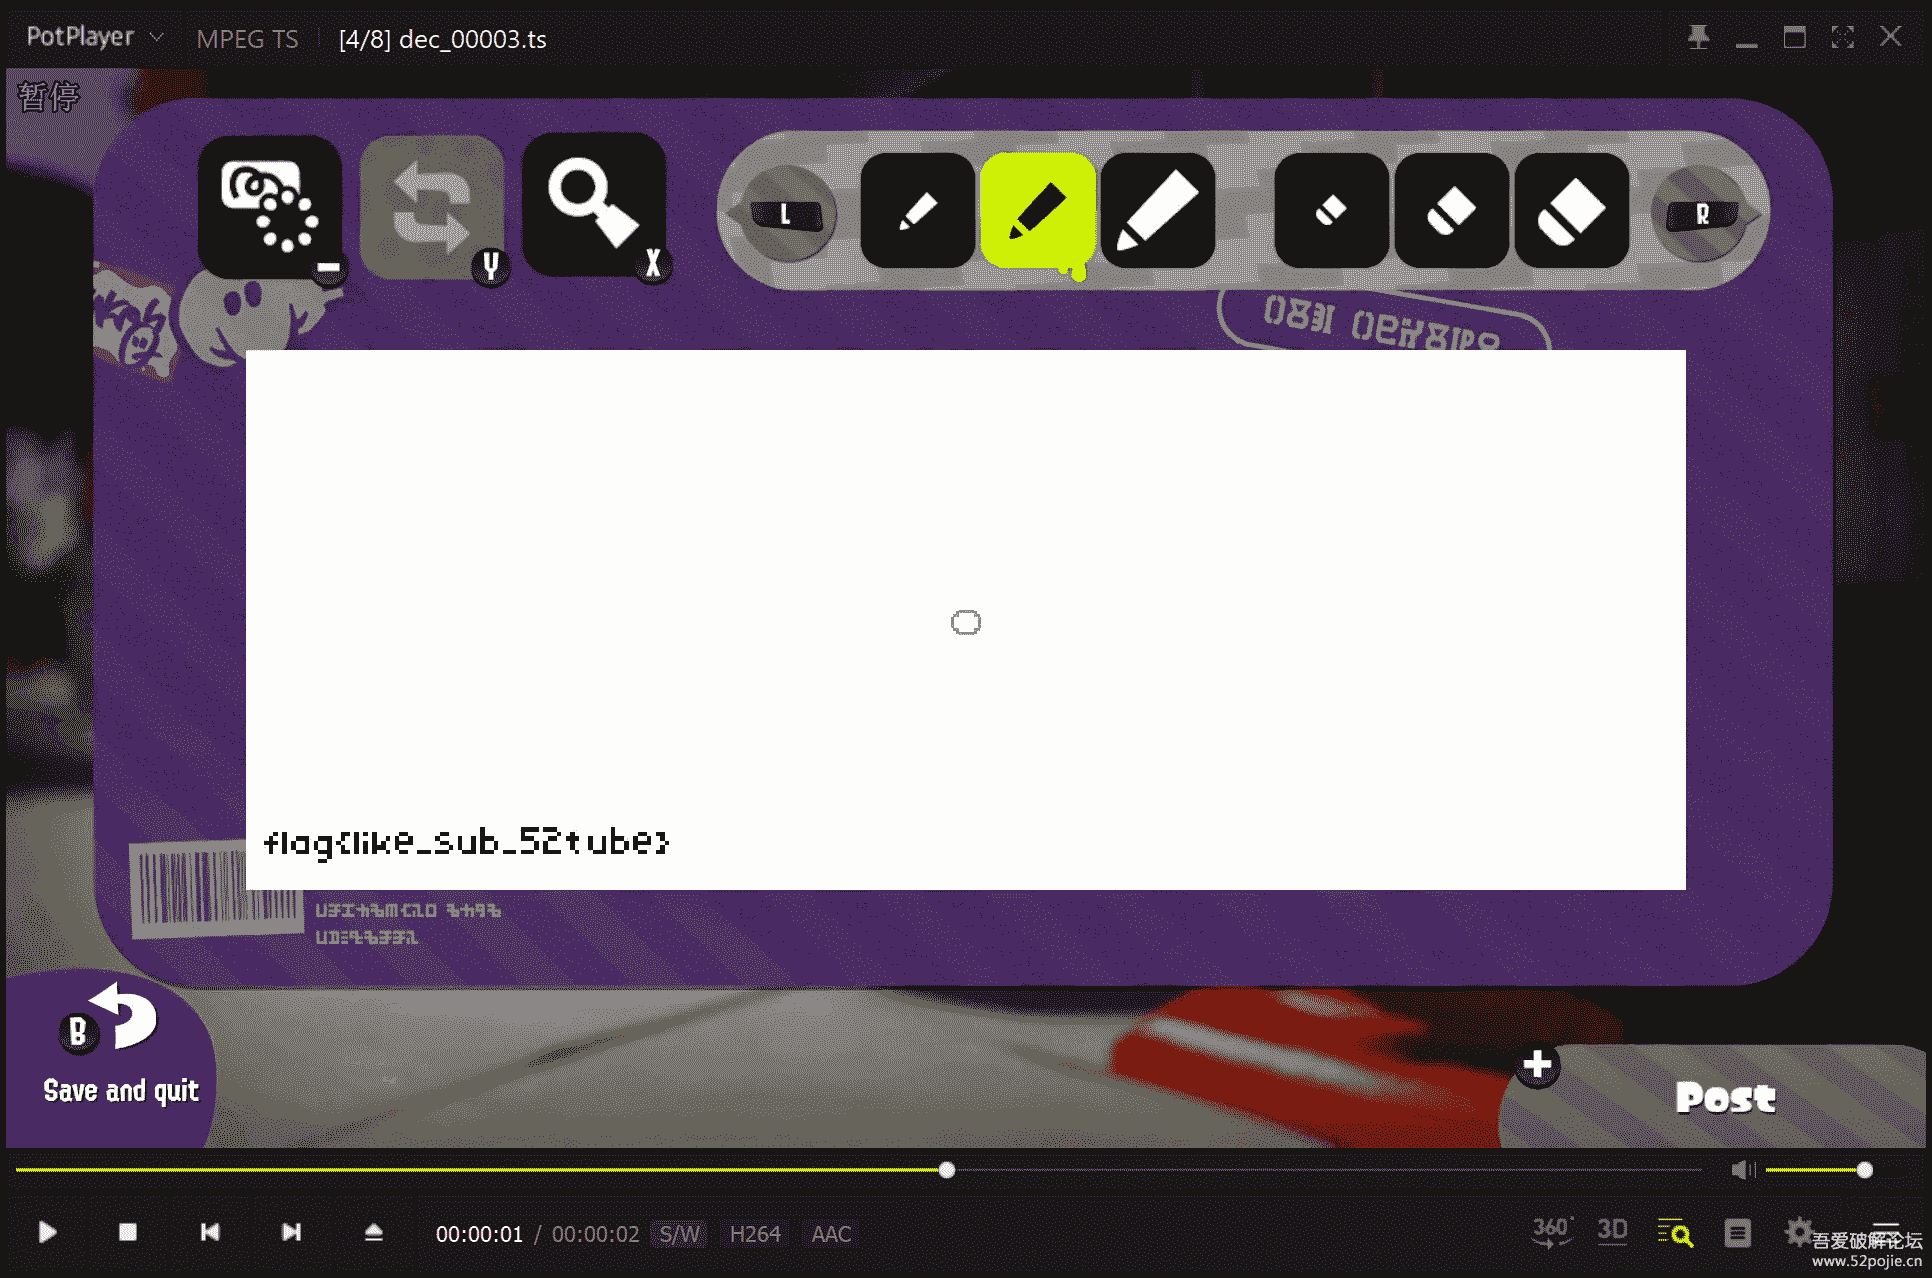 PotPlayer MPEG TS [4/8] dec_00003.ts
暂停
L R
- Y X
flag{like_sub_52tube}
B
Save and quit
+
Post
00:00:01 / 00:00:02 S/W H264 AAC
360° 3D
吾爱破解论坛
www.52pojie.cn